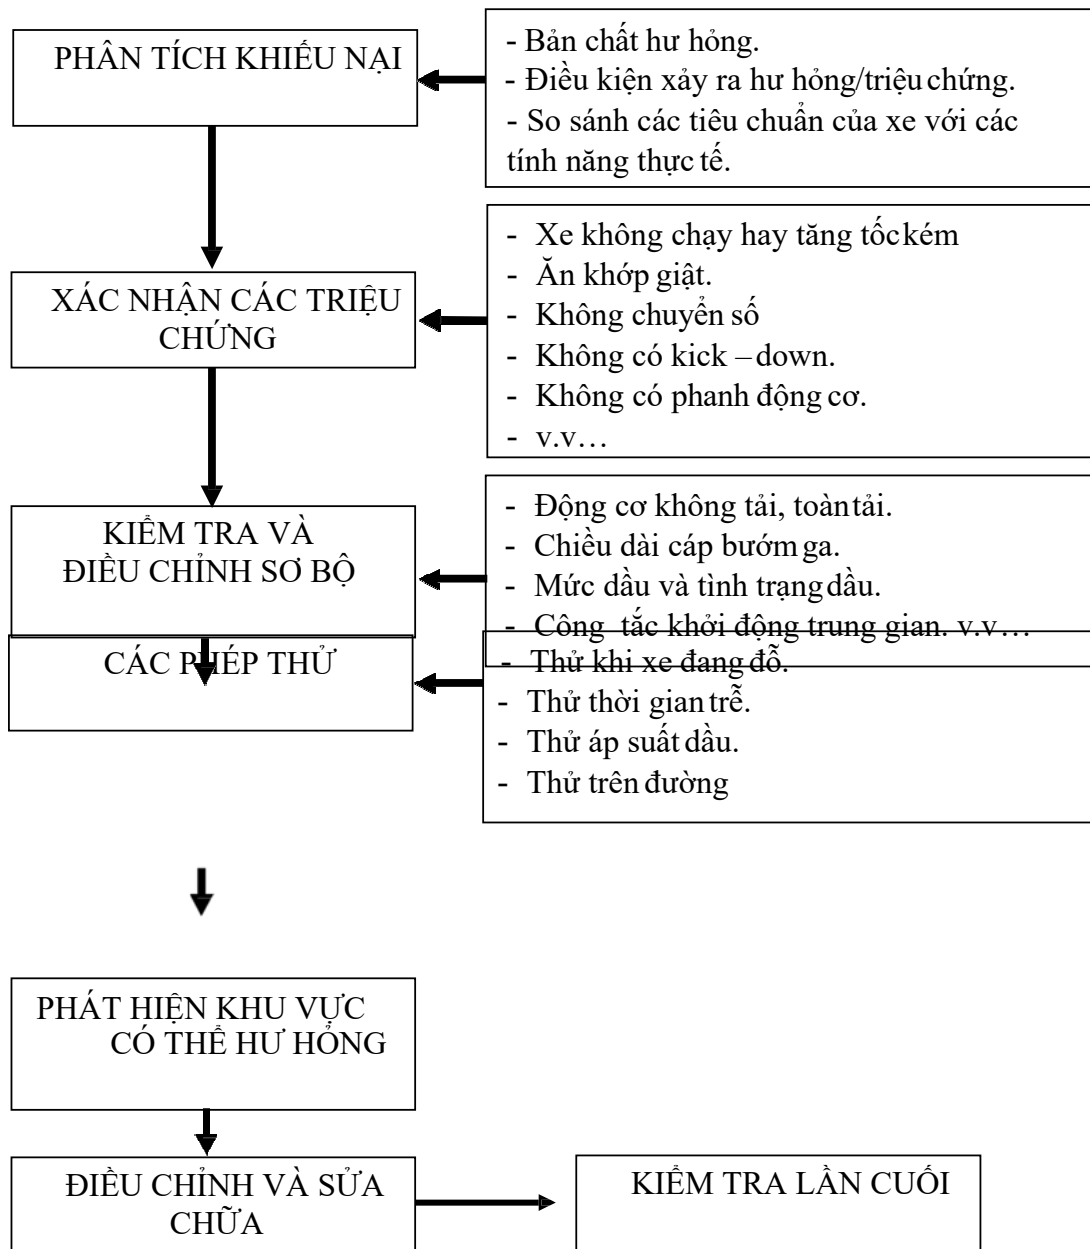 PHÂN TÍCH KHIẾU NẠI
- Bản chất hư hỏng.
- Điều kiện xảy ra hư hỏng/triệu chứng.
- So sánh các tiêu chuẩn của xe với các
tính năng thực tế.
XÁC NHẬN CÁC TRIỆU
CHỨNG
- Xe không chạy hay tăng tốc kém
- Ăn khớp giật.
- Không chuyển số
- Không có kick – down.
- Không có phanh động cơ.
- v.v…
KIỂM TRA VÀ
ĐIỀU CHỈNH SƠ BỘ
- Động cơ không tải, toàn tải.
- Chiều dài cáp bướm ga.
- Mức dầu và tình trạng dầu.
- Công tắc khởi động trung gian. v.v…
CÁC PHÉP THỬ
- Thử khi xe đang đỗ.
- Thử thời gian trễ.
- Thử áp suất dầu.
- Thử trên đường
PHÁT HIỆN KHU VỰC
CÓ THỂ HƯ HỎNG
ĐIỀU CHỈNH VÀ SỬA
CHỮA
KIỂM TRA LẦN CUỐI